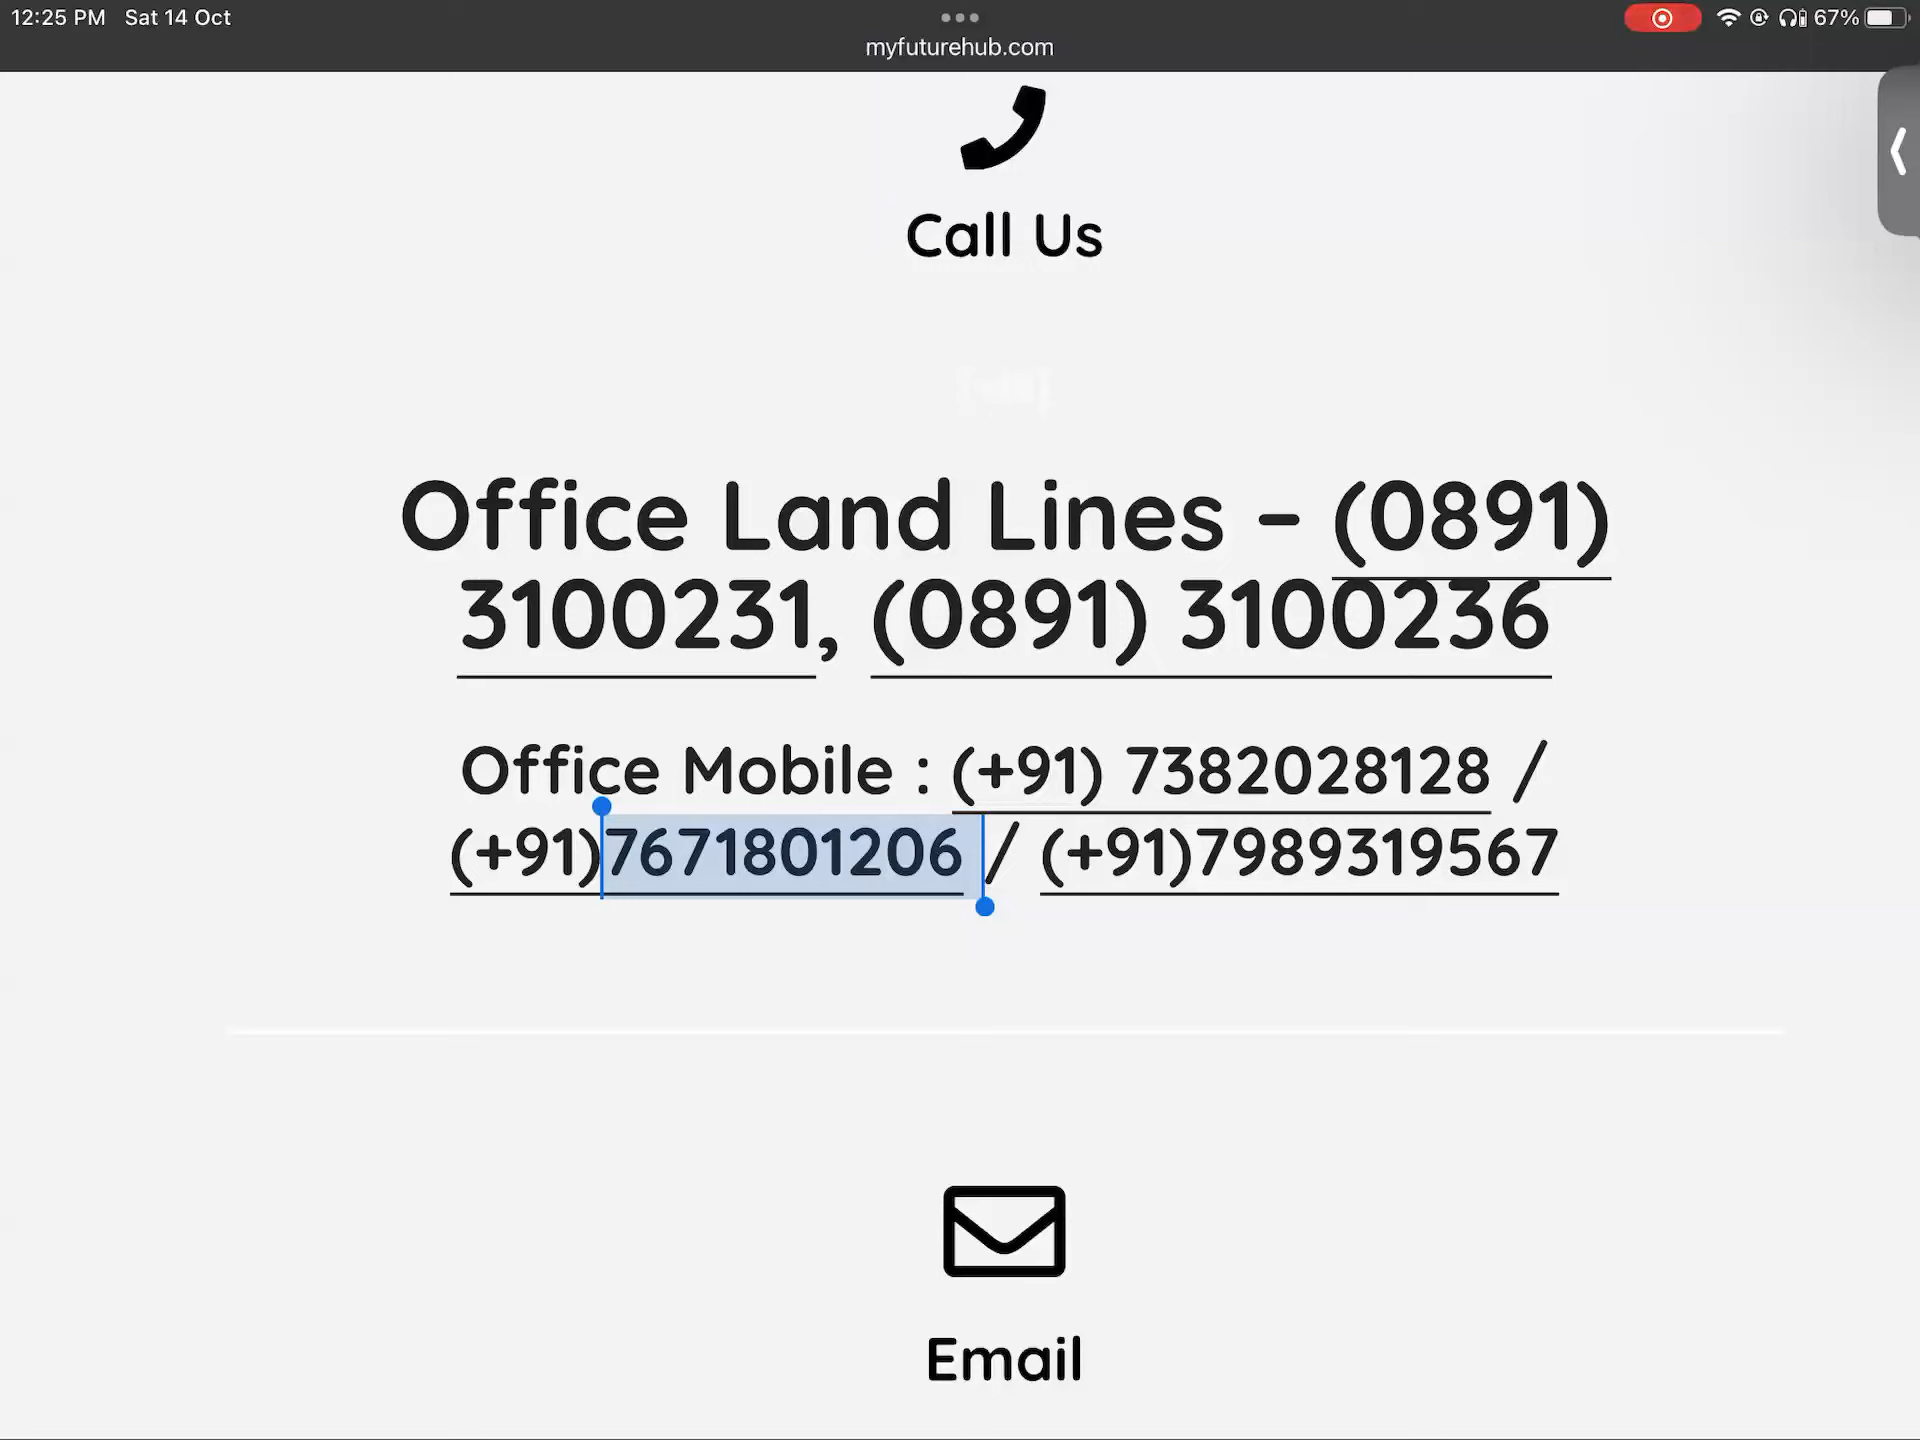 12:25 PM Sat 14 Oct
67%
myfuturehub.com
Call Us
Office Land Lines – (0891)
3100231, (0891) 3100236
Office Mobile : (+91) 7382028128 /
(+91)7671801206 / (+91)7989319567
Email